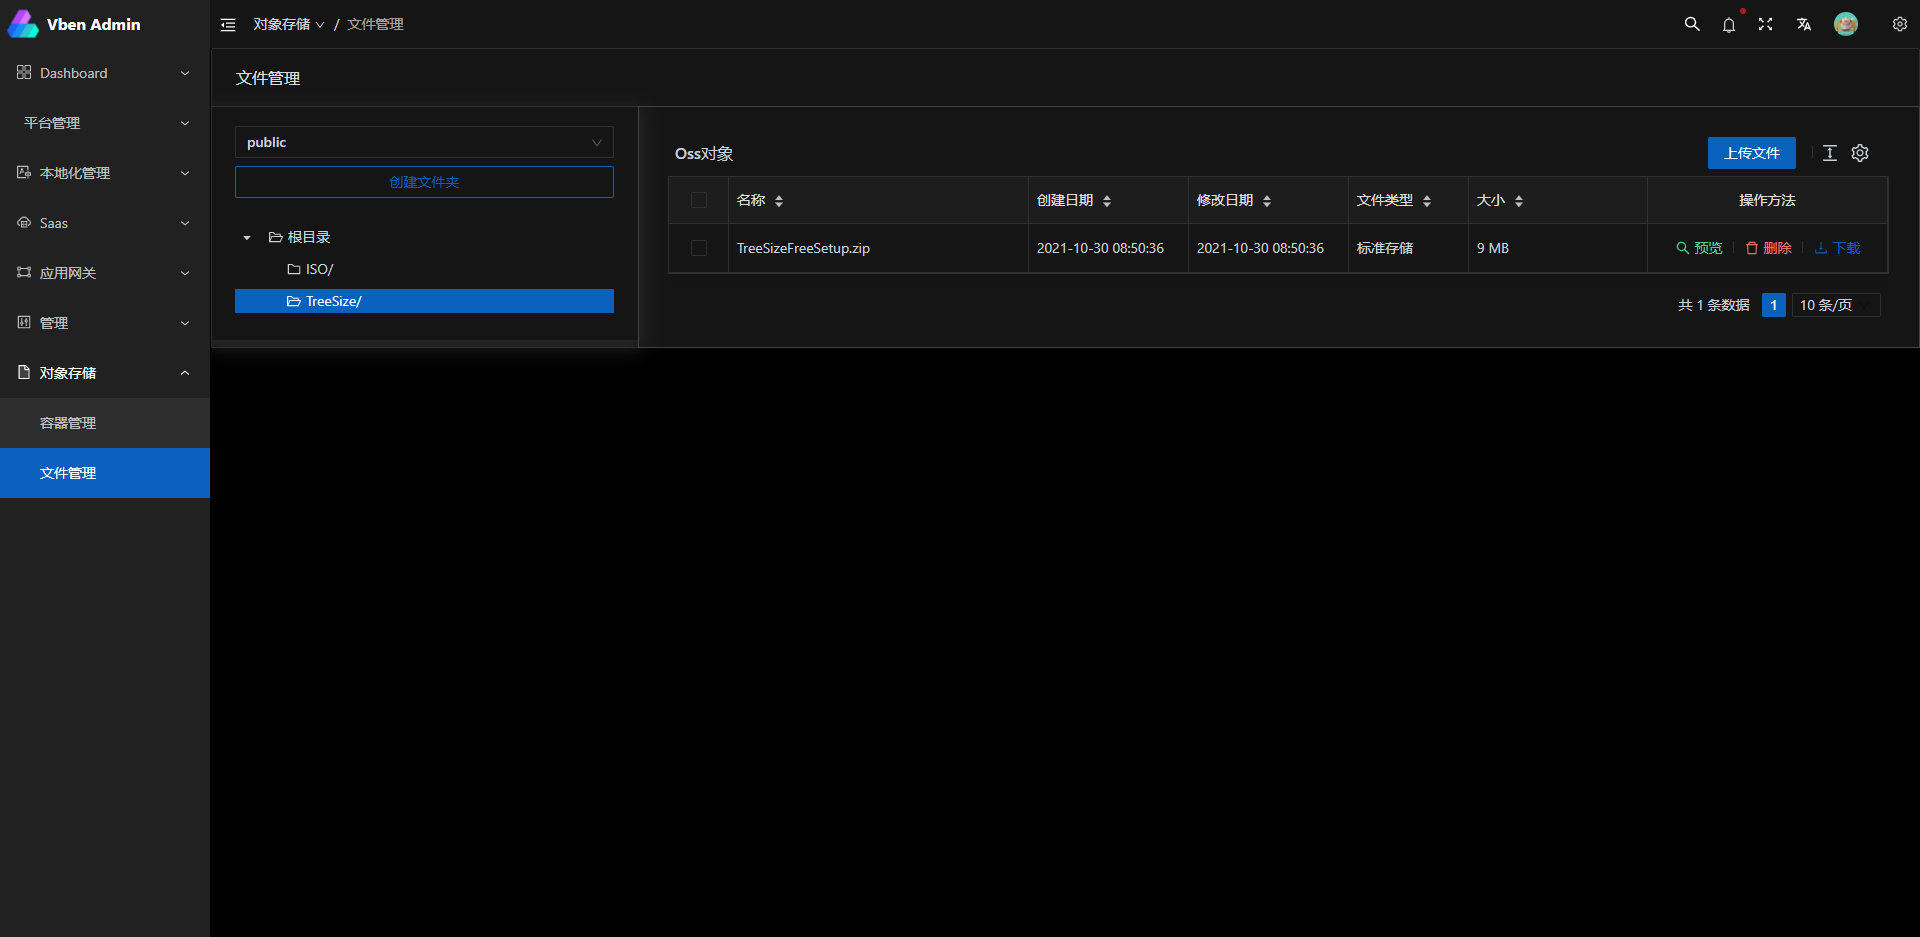 Vben Admin
Dashboard
平台管理
本地化管理
Saas
应用网关
管理
对象存储
容器管理
文件管理
对象存储 / 文件管理
文件管理
public
创建文件夹
根目录
ISO/
TreeSize/
Oss对象
上传文件
名称 创建日期 修改日期 文件类型 大小 操作方法
TreeSizeFreeSetup.zip 2021-10-30 08:50:36 2021-10-30 08:50:36 标准存储 9 MB 预览 删除 下载
共 1 条数据 1 10 条/页